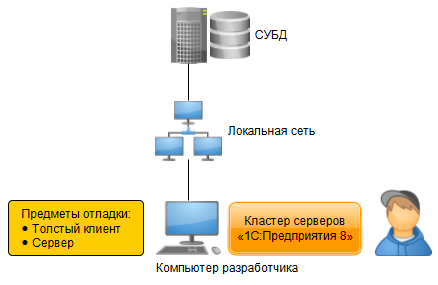 СУБД
Локальная сеть
Предметы отладки:
● Толстый клиент
● Сервер
Кластер серверов
«1С:Предприятия 8»
Компьютер разработчика